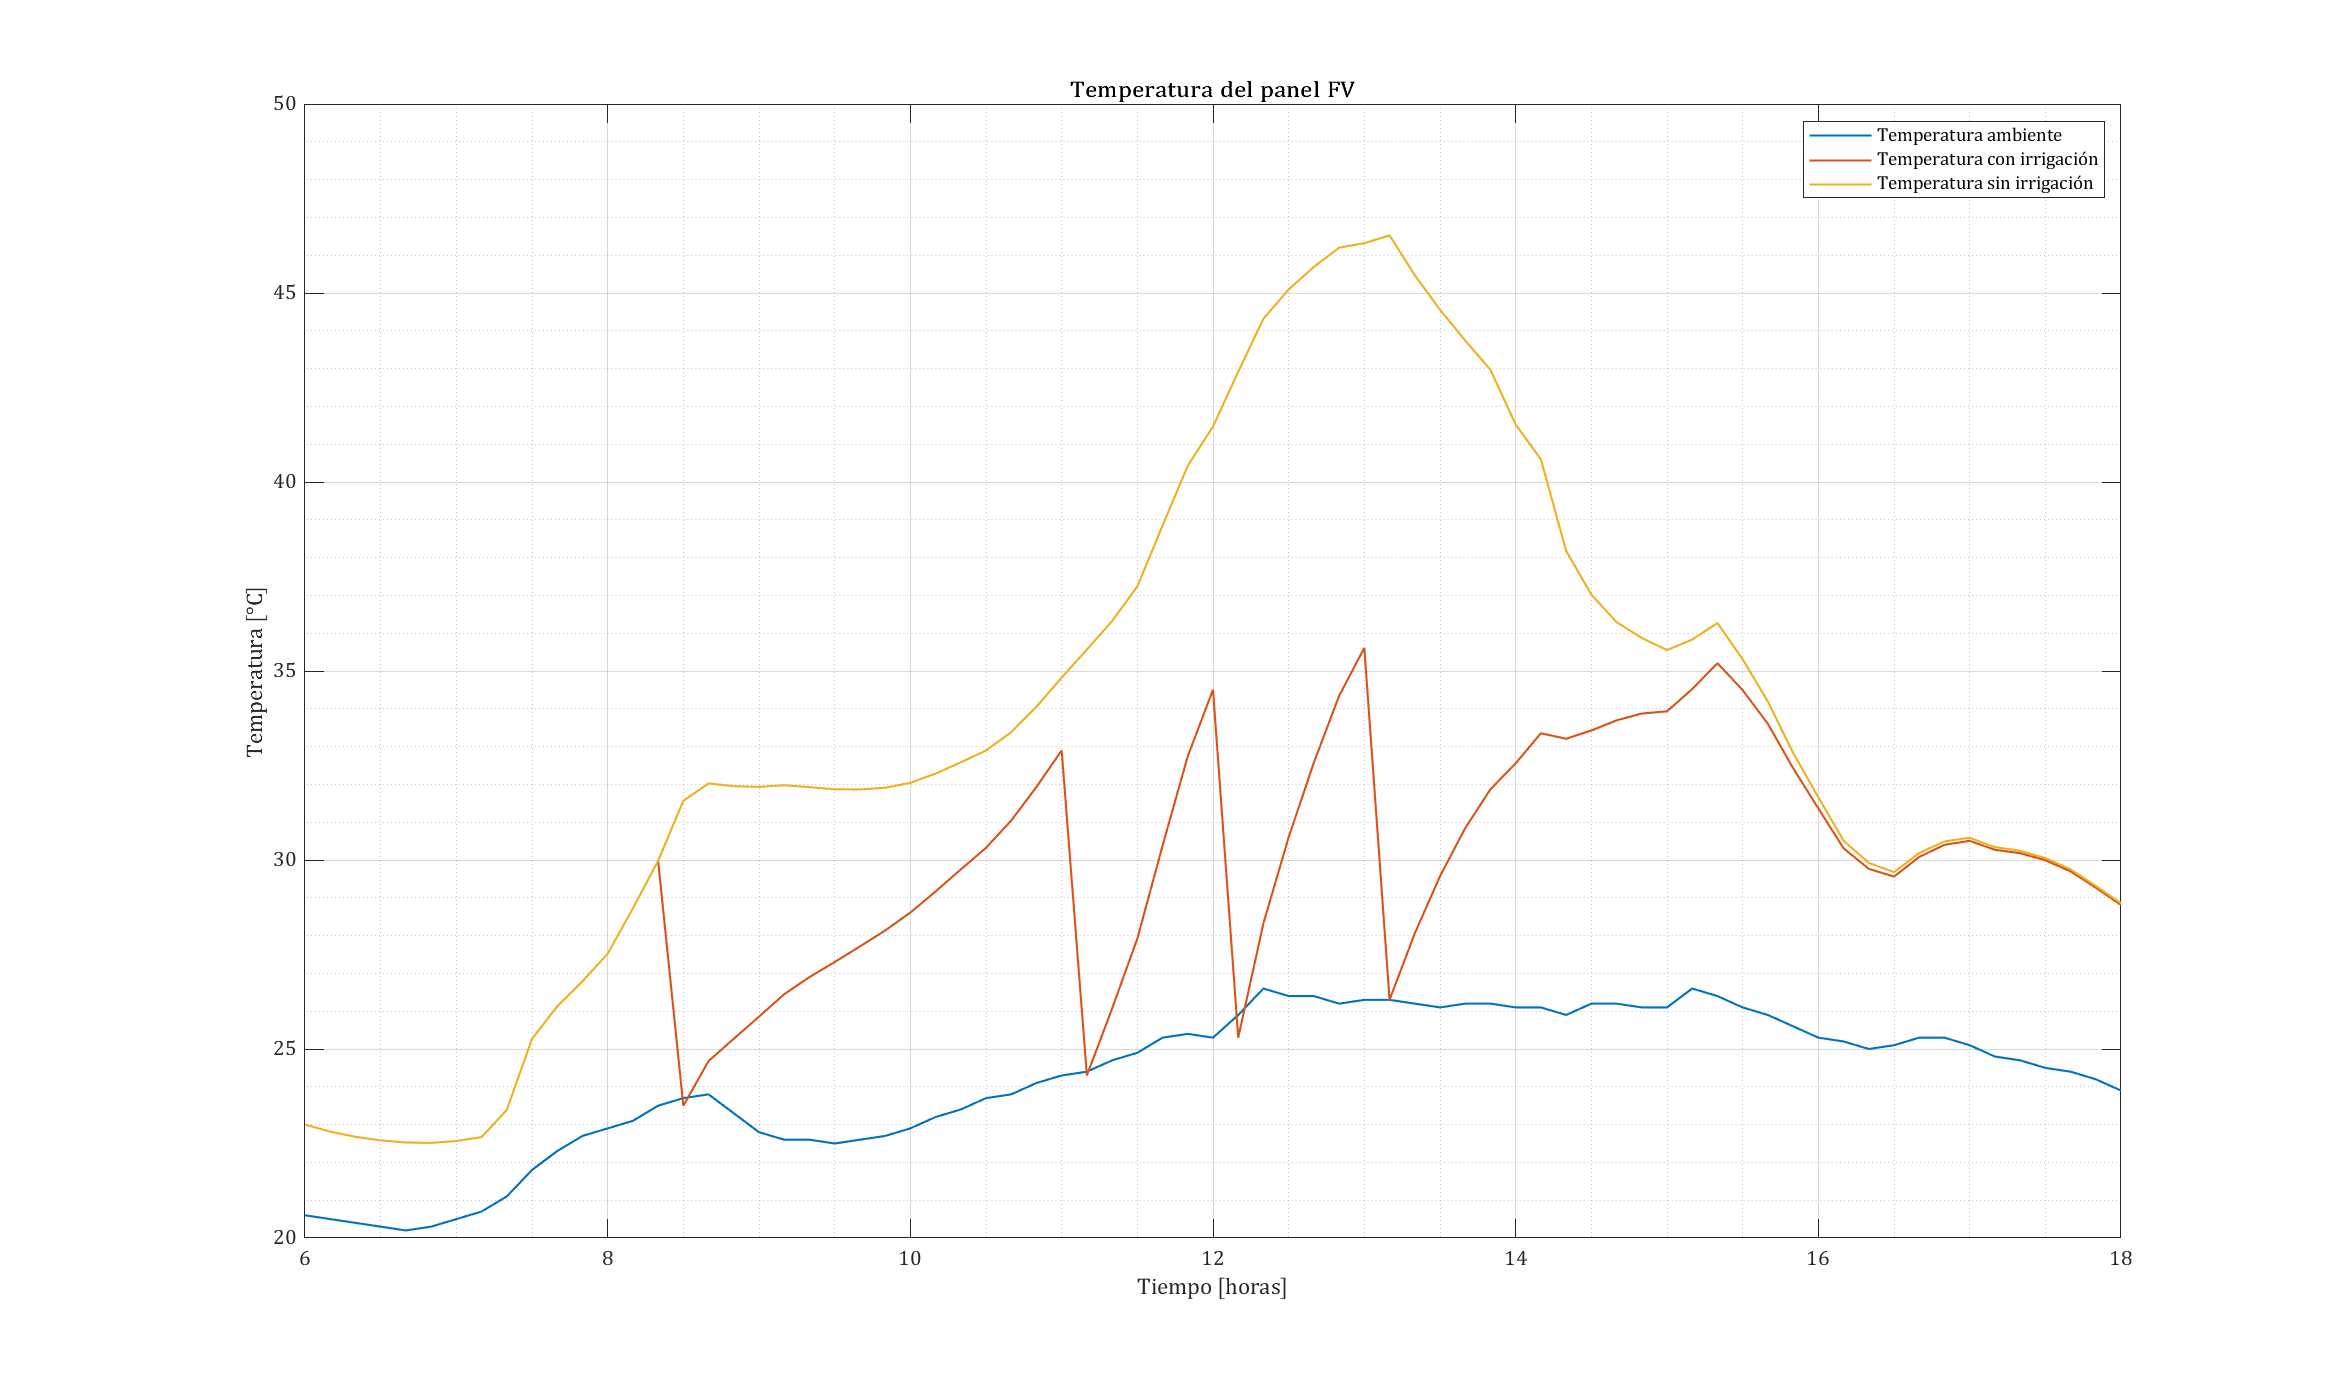 Temperatura del panel FV
50
45
40
35
30
25
20
Temperatura [°C]
Temperatura ambiente
Temperatura con irrigación
Temperatura sin irrigación
6 8 10 12 14 16 18
Tiempo [horas]